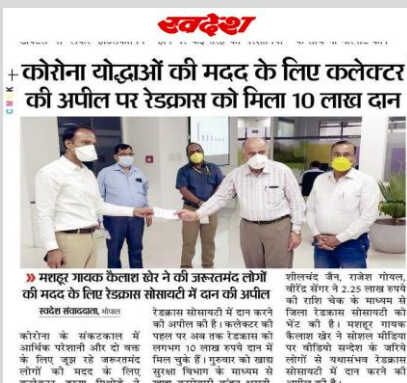 स्वदेश
कोरोना योद्धाओं की मदद के लिए कलेक्टर
की अपील पर रेडक्रास को मिला 10 लाख दान
CMYK
» मशहूर गायक कैलाश खेर ने की जरूरतमंद लोगों
की मदद के लिए रेडक्रास सोसायटी में दान की अपील
स्वदेश संवाददाता, भोपाल
कोरोना के संकटकाल में
आर्थिक परेशानी और दो वक्त
के लिए जूझ रहे जरूरतमंद
लोगों की मदद के लिए
रेडक्रास सोसायटी में दान करने
की अपील की है। कलेक्टर की
पहल पर अब तक रेडक्रास को
लगभग 10 लाख रुपये दान में
मिल चुके हैं। गुरुवार को खाद्य
सुरक्षा विभाग के माध्यम से
शीलचंद जैन, राजेश गोयल,
वीरेंद्र सेंगर ने 2.25 लाख रुपये
की राशि चेक के माध्यम से
जिला रेडक्रास सोसायटी को
भेंट की है। मशहूर गायक
कैलाश खेर ने सोशल मीडिया
पर वीडियो सन्देश के जरिये
लोगों से यथासंभव रेडक्रास
सोसायटी में दान करने की